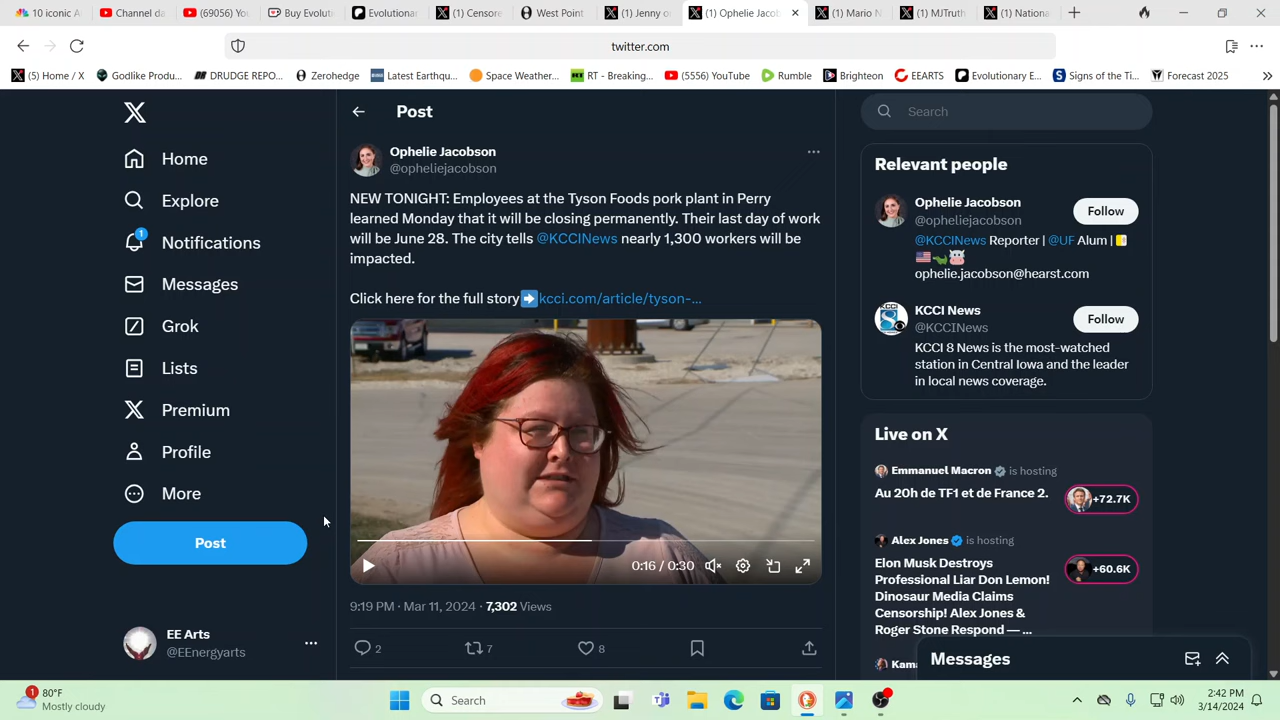 10 iconic A
Channel da
(69056) Yo
Buy Evolut
Evolutionar
(1) Censore
West Point
(1) Jenny o
(1) Ophelie Jacob
(1) Mario N
(1) MJTruth
(1) Nationa
twitter.com
(5) Home / X
Godlike Produ...
DRUDGE REPO...
Zerohedge
Latest Earthqu...
Space Weather...
RT - Breaking...
(5556) YouTube
Rumble
Brighteon
EEARTS
Evolutionary E...
Signs of the Ti...
Forecast 2025
Home
Explore
1
Notifications
Messages
Grok
Lists
Premium
Profile
More
Post
EE Arts
@EEnergyarts
Post
Ophelie Jacobson
@opheliejacobson
NEW TONIGHT: Employees at the Tyson Foods pork plant in Perry
learned Monday that it will be closing permanently. Their last day of work
will be June 28. The city tells @KCCINews nearly 1,300 workers will be
impacted.
Click here for the full story➡️kcci.com/article/tyson-...
0:16 / 0:30
9:19 PM · Mar 11, 2024 · 7,302 Views
2
7
8
Search
Relevant people
Ophelie Jacobson
@opheliejacobson
Follow
@KCCINews Reporter | @UF Alum |
ophelie.jacobson@hearst.com
KCCI News
@KCCINews
Follow
KCCI 8 News is the most-watched
station in Central Iowa and the leader
in local news coverage.
Live on X
Emmanuel Macron is hosting
Au 20h de TF1 et de France 2.
+72.7K
Alex Jones is hosting
Elon Musk Destroys
Professional Liar Don Lemon!
Dinosaur Media Claims
Censorship! Alex Jones &
Roger Stone Respond — ...
+60.6K
Kama
Messages
1
80°F
Mostly cloudy
Search
2:42 PM
3/14/2024